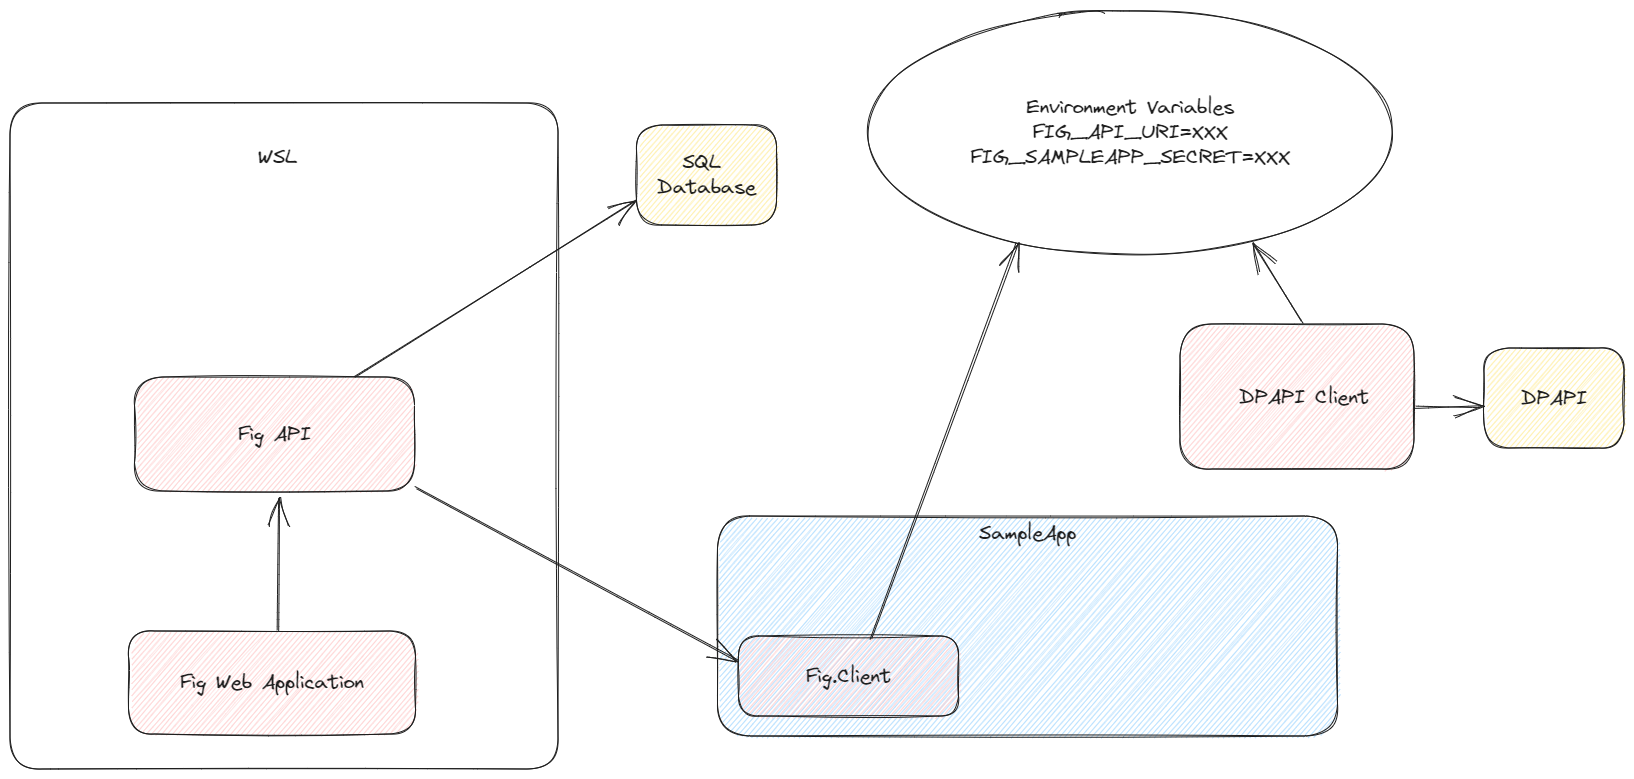 Environment Variables
FIG_API_URI=XXX
FIG_SAMPLEAPP_SECRET=XXX
WSL
SQL
Database
DPAPI Client
DPAPI
Fig API
SampleApp
Fig.Client
Fig Web Application